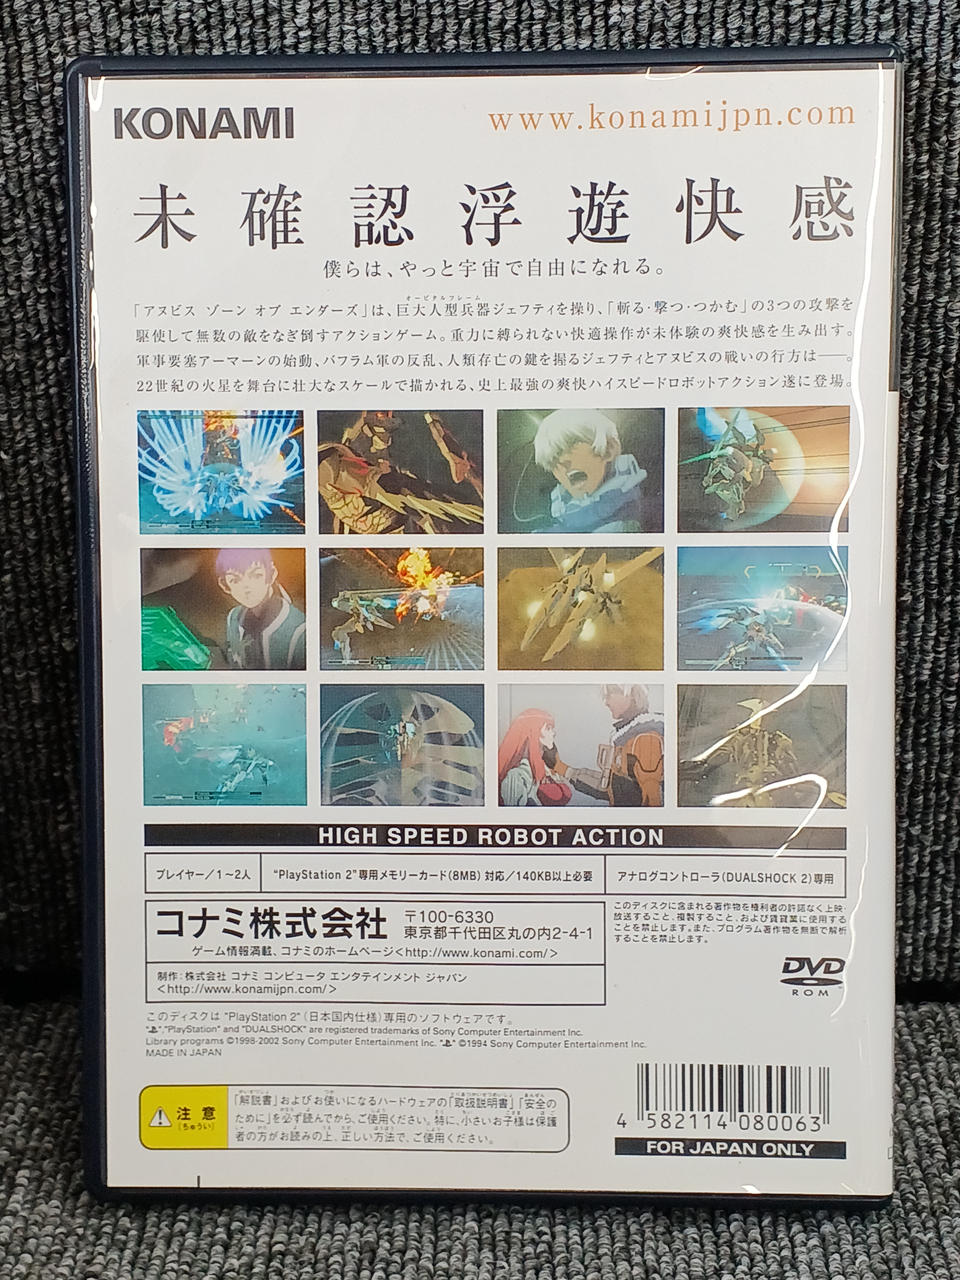 KONAMI
www.konamijpn.com
未確認浮遊快感
僕らは、やっと宇宙で自由になれる。
オービタルフレーム
「アヌビス ゾーン オブ エンダーズ」は、巨大人型兵器ジェフティを操り、「斬る・撃つ・つかむ」の3つの攻撃を
駆使して無数の敵をなぎ倒すアクションゲーム。重力に縛られない快適操作が未体験の爽快感を生み出す。
軍事要塞アーマーンの始動、バフラム軍の反乱、人類存亡の鍵を握るジェフティとアヌビスの戦いの行方は――。
22世紀の火星を舞台に壮大なスケールで描かれる、史上最強の爽快ハイスピードロボットアクション遂に登場。
HIGH SPEED ROBOT ACTION
プレイヤー/1〜2人
"PlayStation 2"専用メモリーカード(8MB) 対応/140KB以上必要
アナログコントローラ(DUALSHOCK 2)専用
コナミ株式会社
〒100-6330
東京都千代田区丸の内2-4-1
ゲーム情報満載、コナミのホームページ<http://www.konami.com/>
制作:株式会社 コナミ コンピュータ エンタテインメント ジャパン
<http://www.konamijpn.com/>
このディスクに含まれる著作物を権利者の許諾なく上映・
放送すること、複製すること、および賃貸業に使用する
ことを禁止します。また、プログラム著作物を無断で解析
することを禁止します。
DVD
ROM
このディスクは "PlayStation 2"(日本国内仕様)専用のソフトウェアです。
" ","PlayStation" and "DUALSHOCK" are registered trademarks of Sony Computer Entertainment Inc.
Library programs ©1998-2002 Sony Computer Entertainment Inc. " " ©1994 Sony Computer Entertainment Inc.
MADE IN JAPAN
注意
(ちゅうい)
「解説書」およびお使いになるハードウェアの「取扱説明書」「安全の
ために」を必ず読んでから、ご使用ください。特に、小さいお子様は保護
者の方がお読みの上、正しい方法で、ご使用ください。
4 582114 080063
FOR JAPAN ONLY